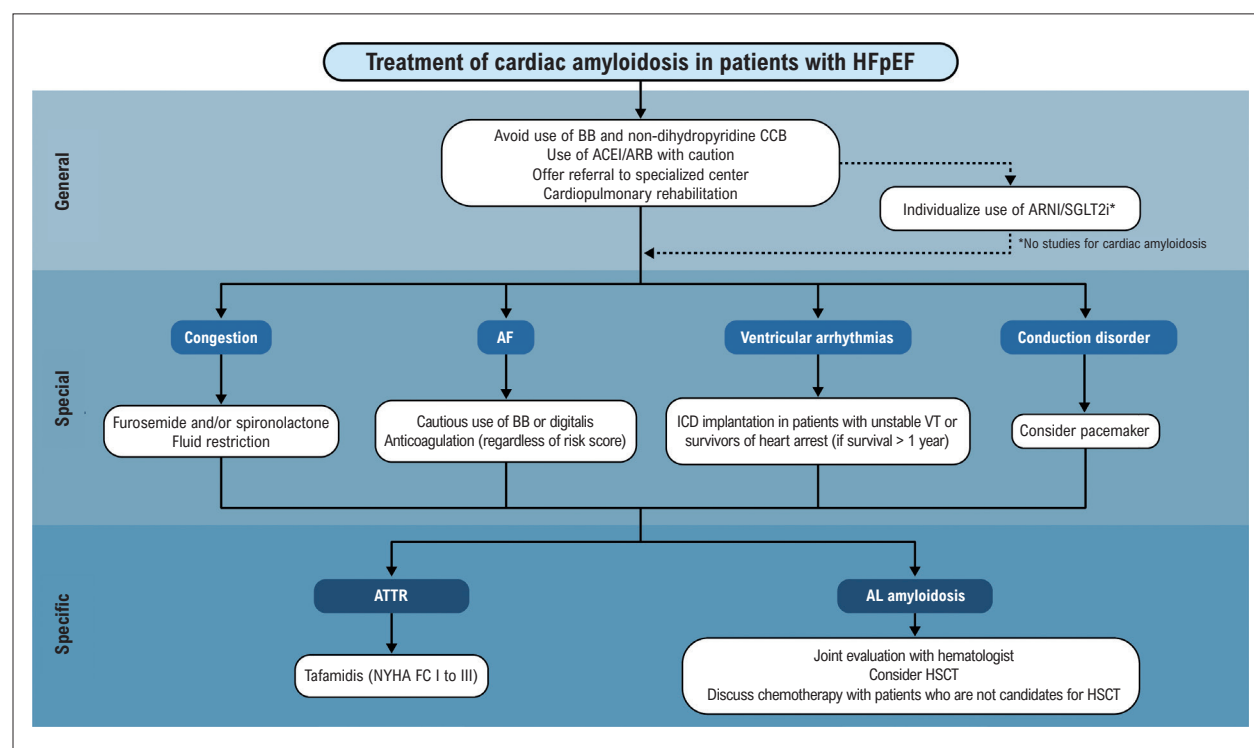 Treatment of cardiac amyloidosis in patients with HFpEF
General
Avoid use of BB and non-dihydropyridine CCB
Use of ACEI/ARB with caution
Offer referral to specialized center
Cardiopulmonary rehabilitation
Individualize use of ARNI/SGLT2i*
*No studies for cardiac amyloidosis
Special
Congestion
AF
Ventricular arrhythmias
Conduction disorder
Furosemide and/or spironolactone
Fluid restriction
Cautious use of BB or digitalis
Anticoagulation (regardless of risk score)
ICD implantation in patients with unstable VT or
survivors of heart arrest (if survival > 1 year)
Consider pacemaker
Specific
ATTR
AL amyloidosis
Tafamidis (NYHA FC I to III)
Joint evaluation with hematologist
Consider HSCT
Discuss chemotherapy with patients who are not candidates for HSCT